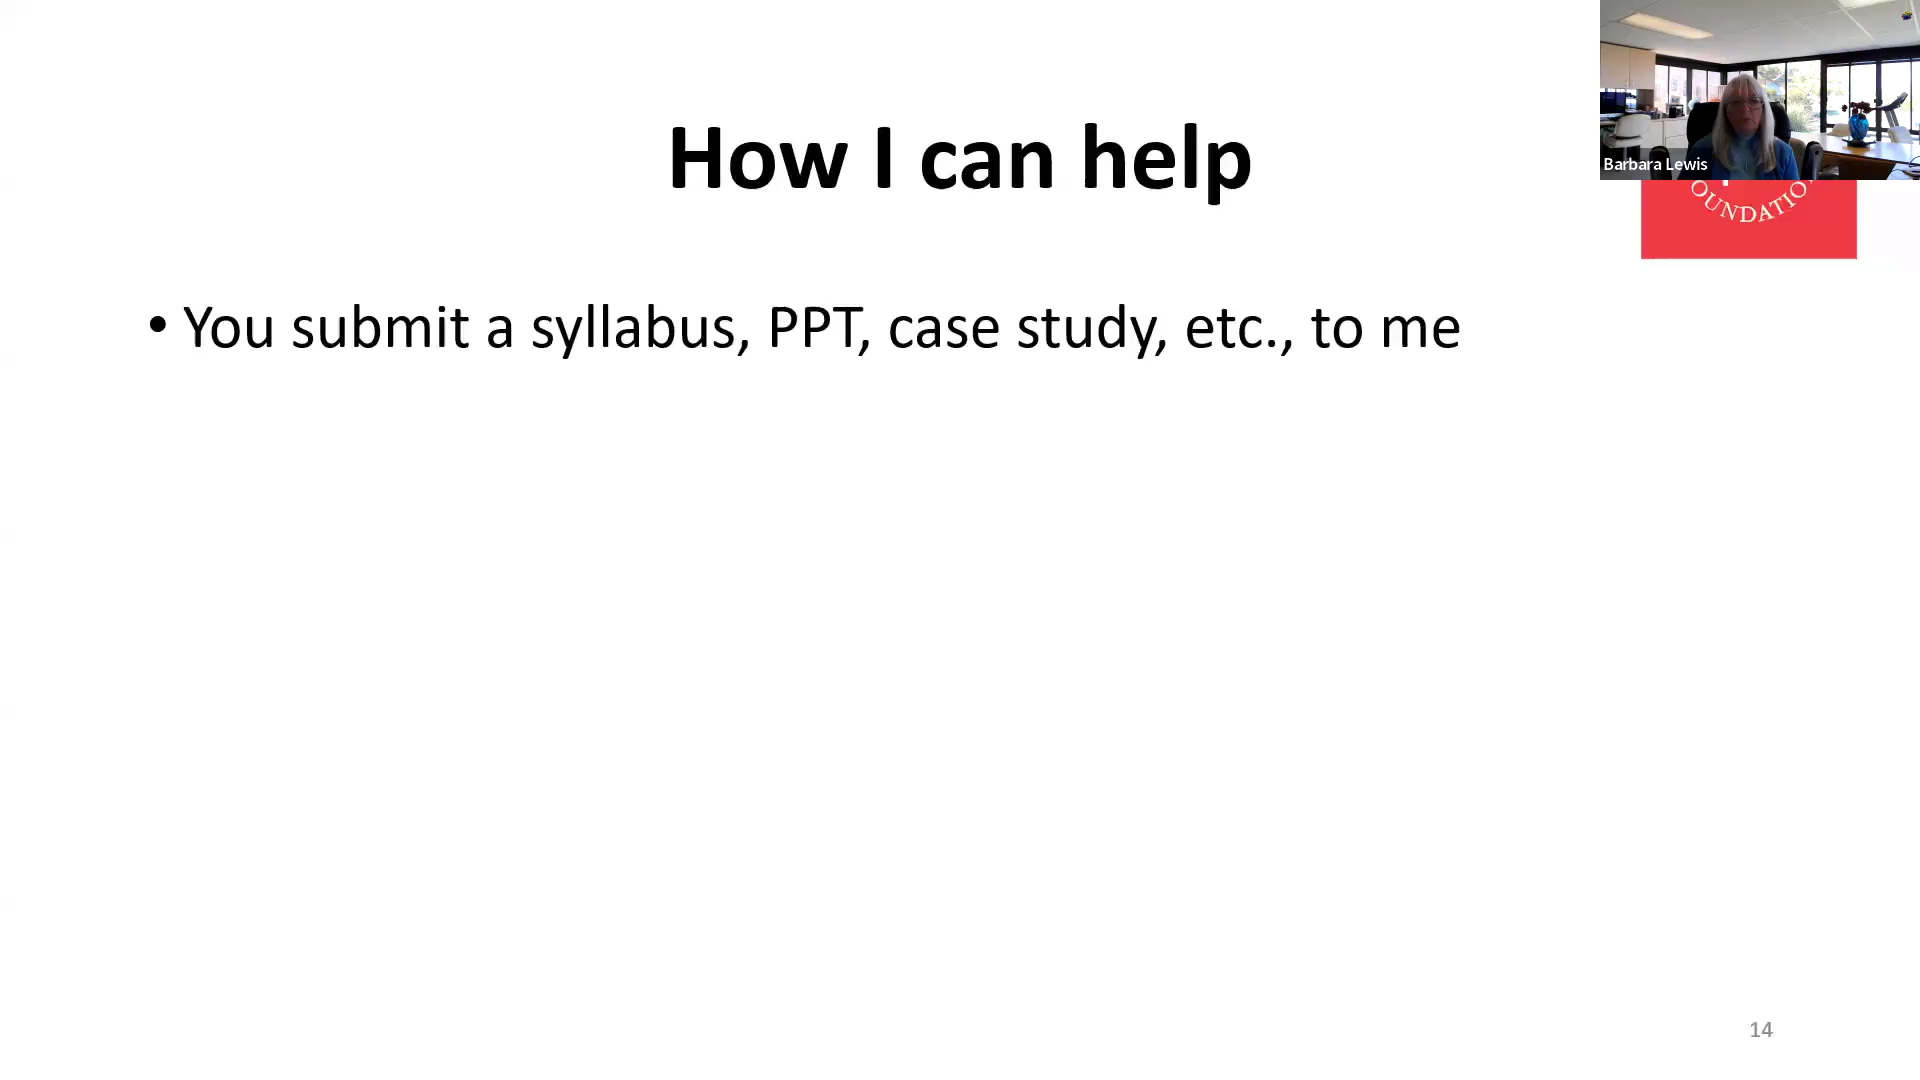 How I can help
Barbara Lewis
OUNDATIO
• You submit a syllabus, PPT, case study, etc., to me
14